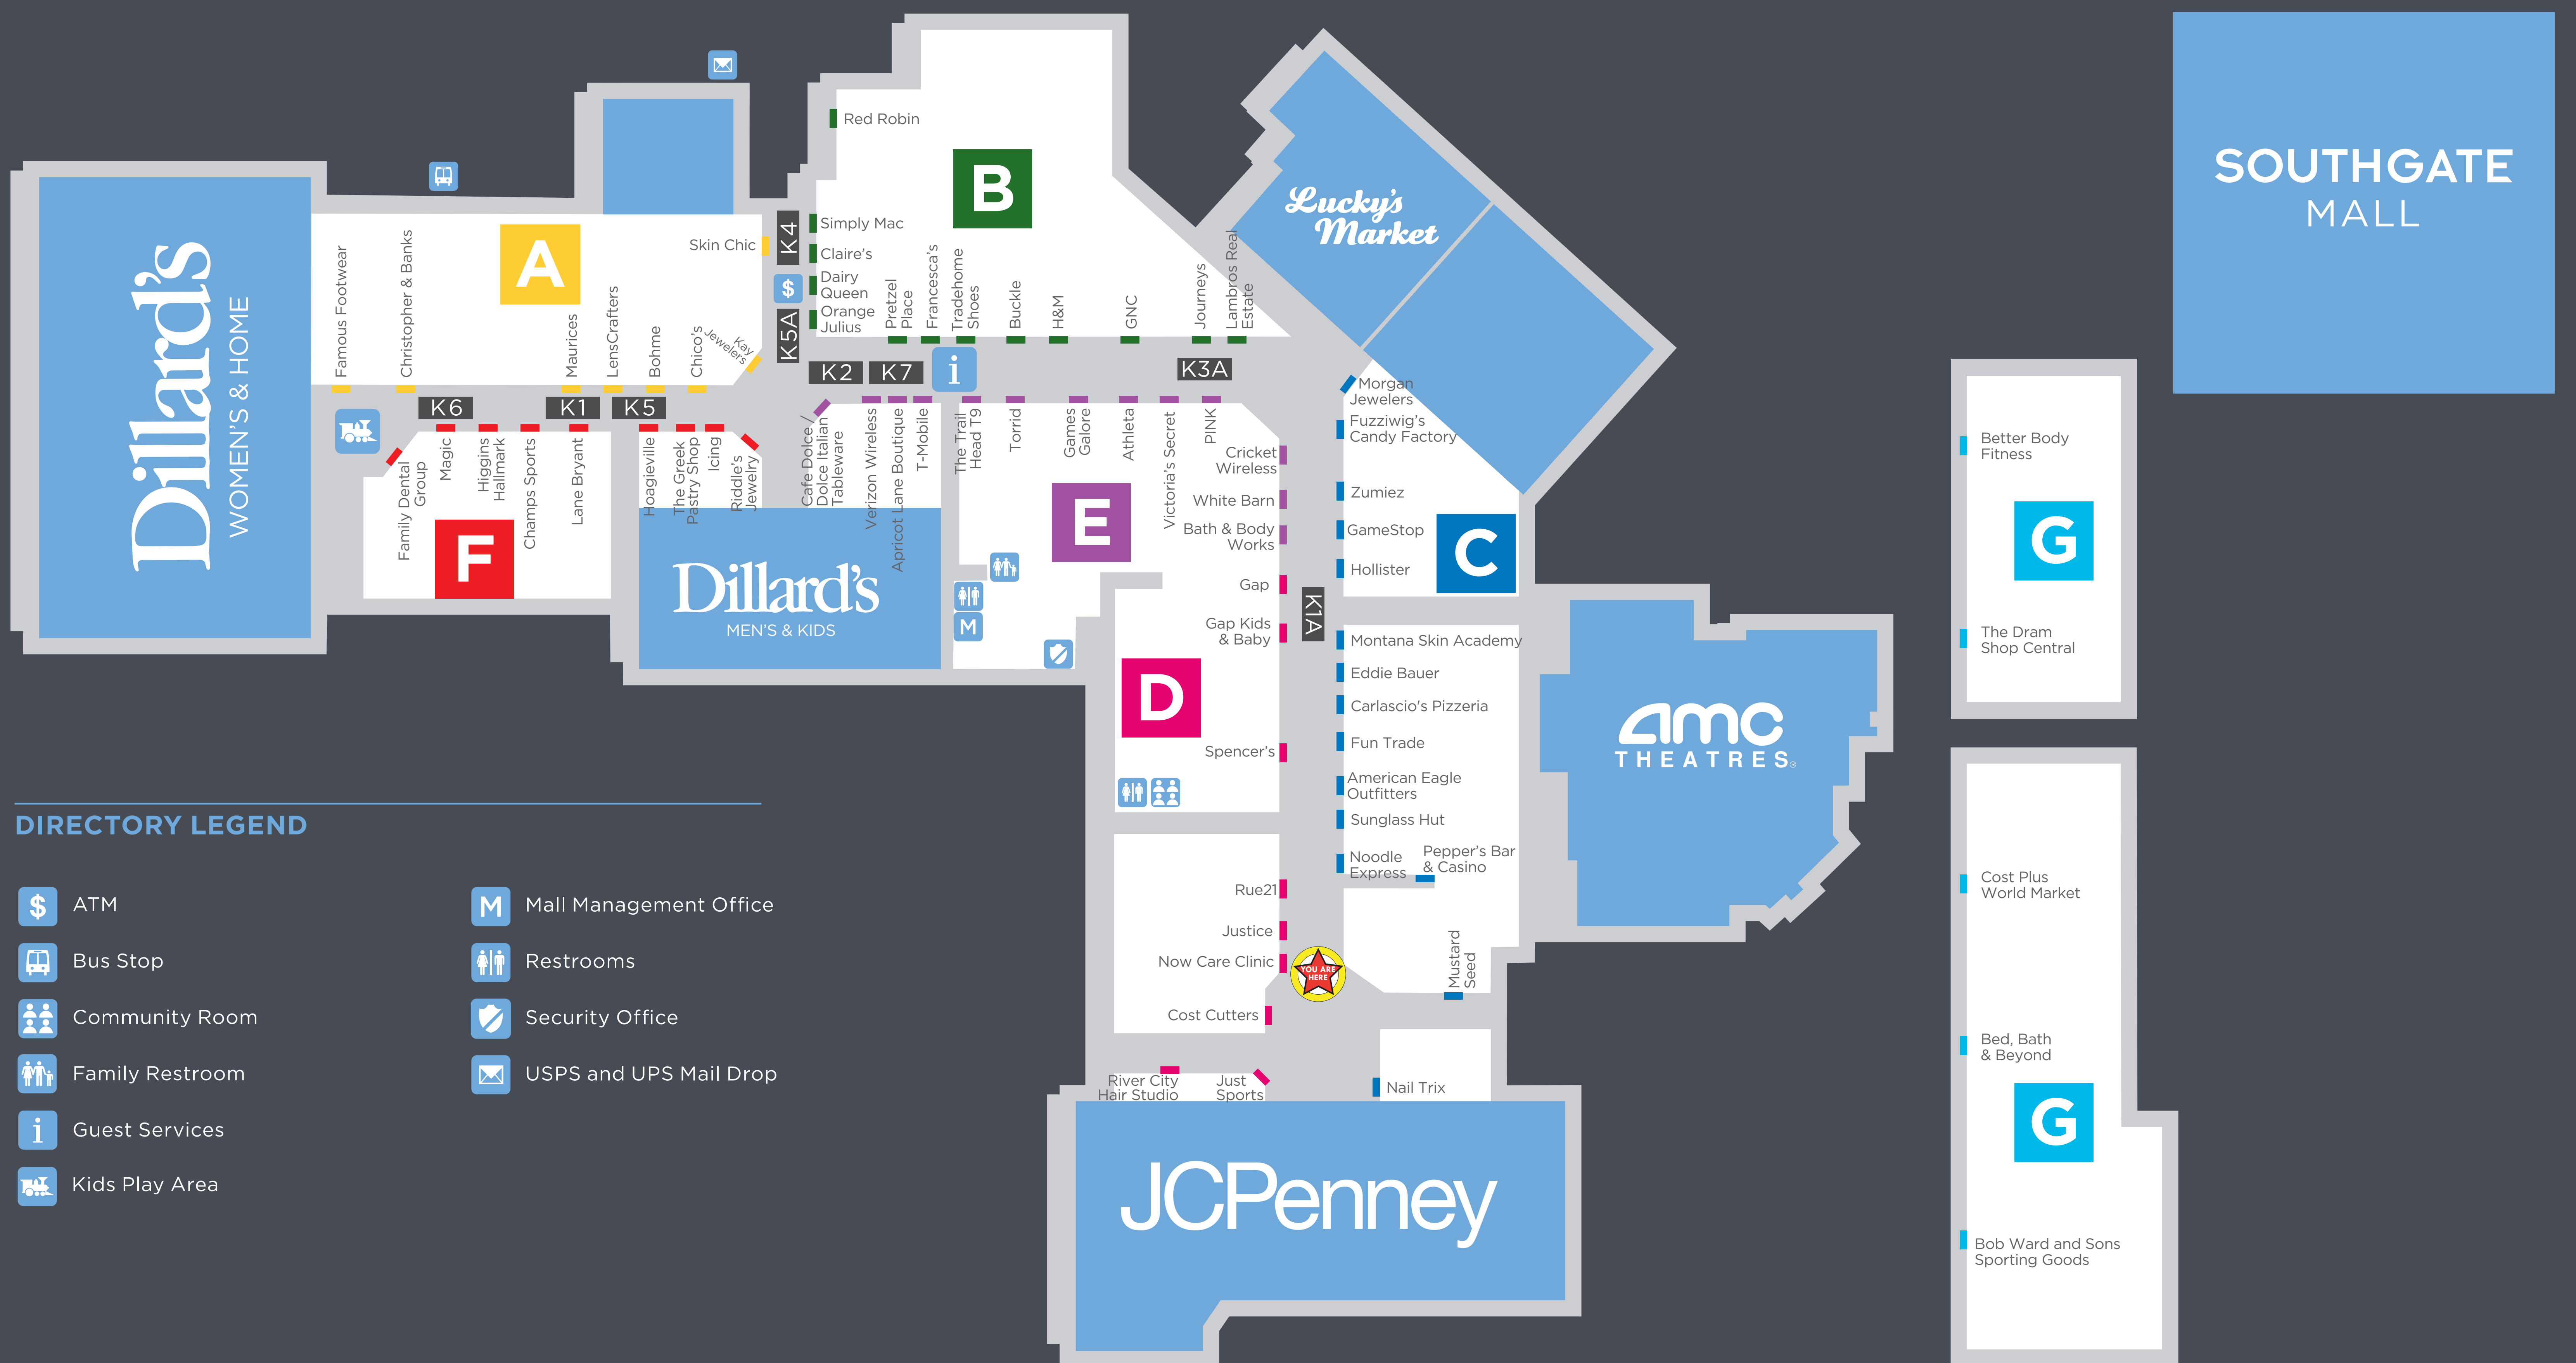 SOUTHGATE
MALL
Dillard's
WOMEN'S & HOME
A
Famous Footwear
Christopher & Banks
Maurices
LensCrafters
Bohme
Chico's
Kay
Jewelers
Skin Chic
K4
$
K5A
K6
K1
K5
K2
K7
i
K3A
B
Red Robin
Simply Mac
Claire's
Dairy
Queen
Orange
Julius
Pretzel
Place
Francesca's
Tradehome
Shoes
Buckle
H&M
GNC
Journeys
Lambros Real
Estate
Lucky's
Market
F
Family Dental
Group
Magic
Higgins
Hallmark
Champs Sports
Lane Bryant
Hoagieville
The Greek
Pastry Shop
Icing
Riddle's
Jewelry
Dillard's
MEN'S & KIDS
E
Cafe Dolce /
Dolce Italian
Tableware
Verizon Wireless
Apricot Lane Boutique
T-Mobile
The Trail
Head T9
Torrid
Games
Galore
Athleta
Victoria's Secret
PINK
Cricket
Wireless
White Barn
Bath & Body
Works
M
C
Morgan
Jewelers
Fuzziwig's
Candy Factory
Zumiez
GameStop
Hollister
K1A
Montana Skin Academy
Eddie Bauer
Carlascio's Pizzeria
Fun Trade
American Eagle
Outfitters
Sunglass Hut
Noodle
Express
Pepper's Bar
& Casino
Mustard
Seed
Nail Trix
D
Gap
Gap Kids
& Baby
Spencer's
Rue21
Justice
Now Care Clinic
Cost Cutters
River City
Hair Studio
Just
Sports
YOU ARE
HERE
amc
THEATRES®
JCPenney
G
Better Body
Fitness
The Dram
Shop Central
G
Cost Plus
World Market
Bed, Bath
& Beyond
Bob Ward and Sons
Sporting Goods
DIRECTORY LEGEND
$ ATM
Bus Stop
Community Room
Family Restroom
i Guest Services
Kids Play Area
M Mall Management Office
Restrooms
Security Office
USPS and UPS Mail Drop